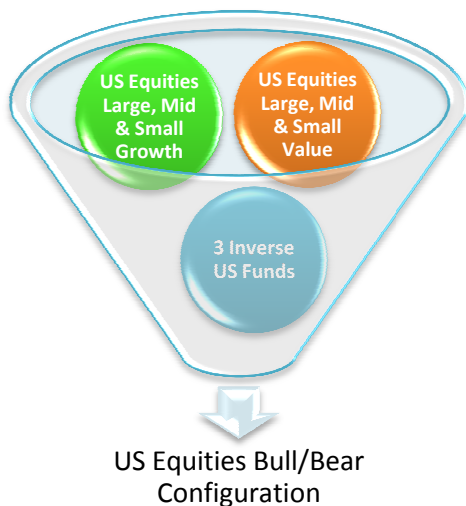 US Equities
Large, Mid
& Small
Growth
US Equities
Large, Mid
& Small
Value
3 Inverse
US Funds
US Equities Bull/Bear
Configuration